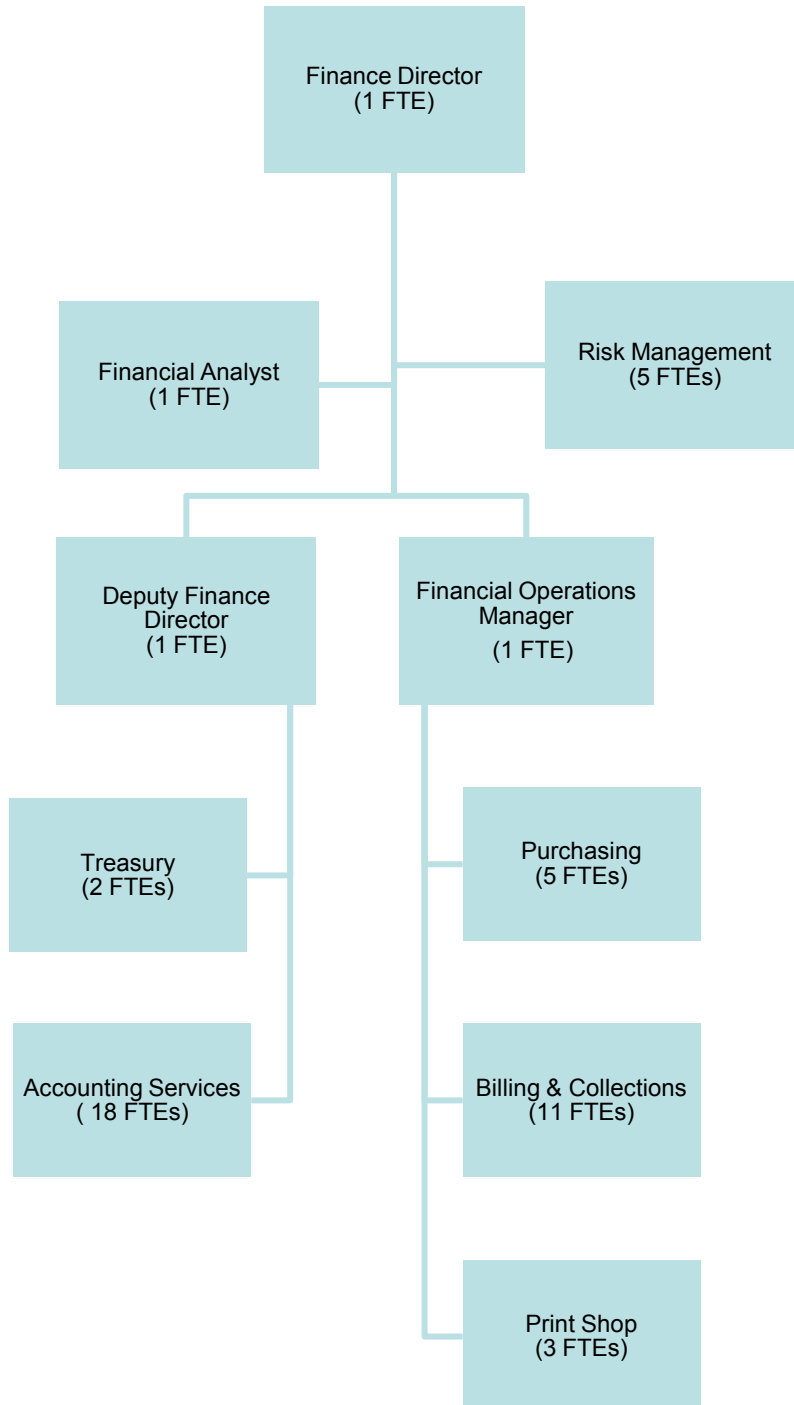 Finance Director
(1 FTE)
Financial Analyst
(1 FTE)
Risk Management
(5 FTEs)
Deputy Finance
Director
(1 FTE)
Financial Operations
Manager
(1 FTE)
Treasury
(2 FTEs)
Purchasing
(5 FTEs)
Accounting Services
( 18 FTEs)
Billing & Collections
(11 FTEs)
Print Shop
(3 FTEs)